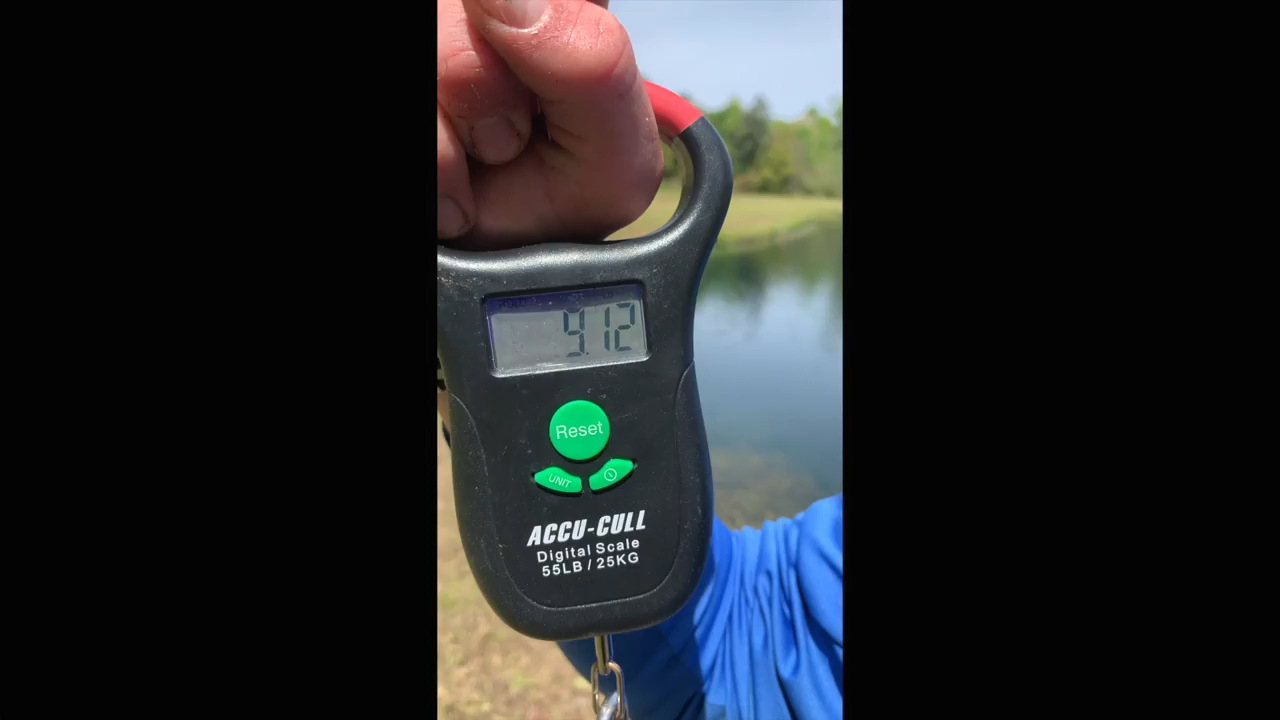 9.12
Reset
UNIT
ACCU-CULL
Digital Scale
55LB / 25KG